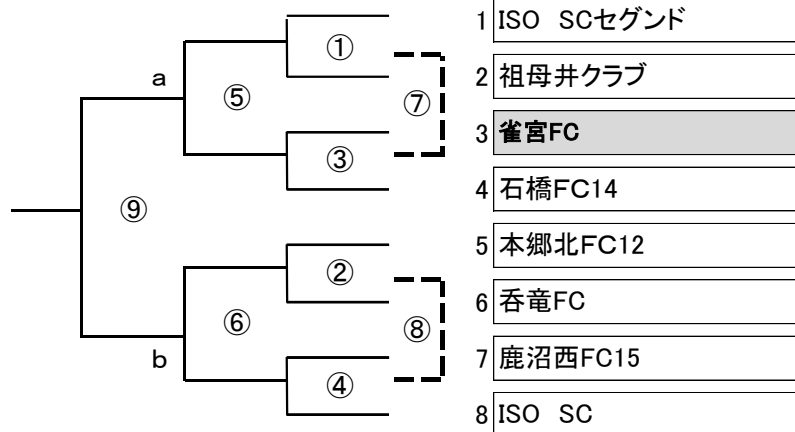 1 ISO SCセグンド
①
a
2 祖母井クラブ
⑤
⑦
3 雀宮FC
③
4 石橋FC14
⑨
5 本郷北FC12
②
6 呑竜FC
⑥
⑧
b
7 鹿沼西FC15
④
8 ISO SC